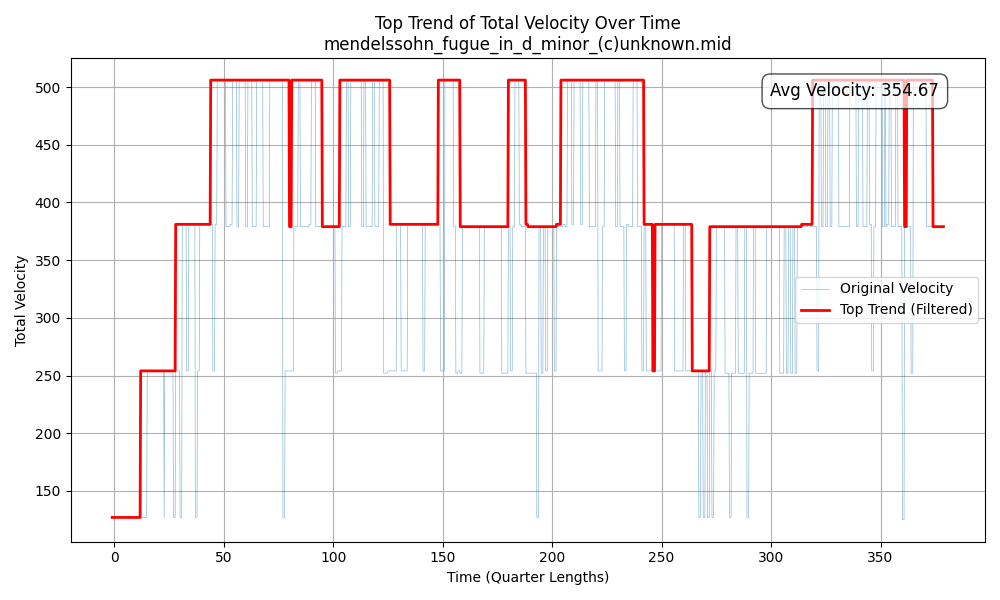 Top Trend of Total Velocity Over Time
mendelssohn_fugue_in_d_minor_(c)unknown.mid
Avg Velocity: 354.67
500
450
400
350
300
250
200
150
Total Velocity
Original Velocity
Top Trend (Filtered)
0 50 100 150 200 250 300 350
Time (Quarter Lengths)